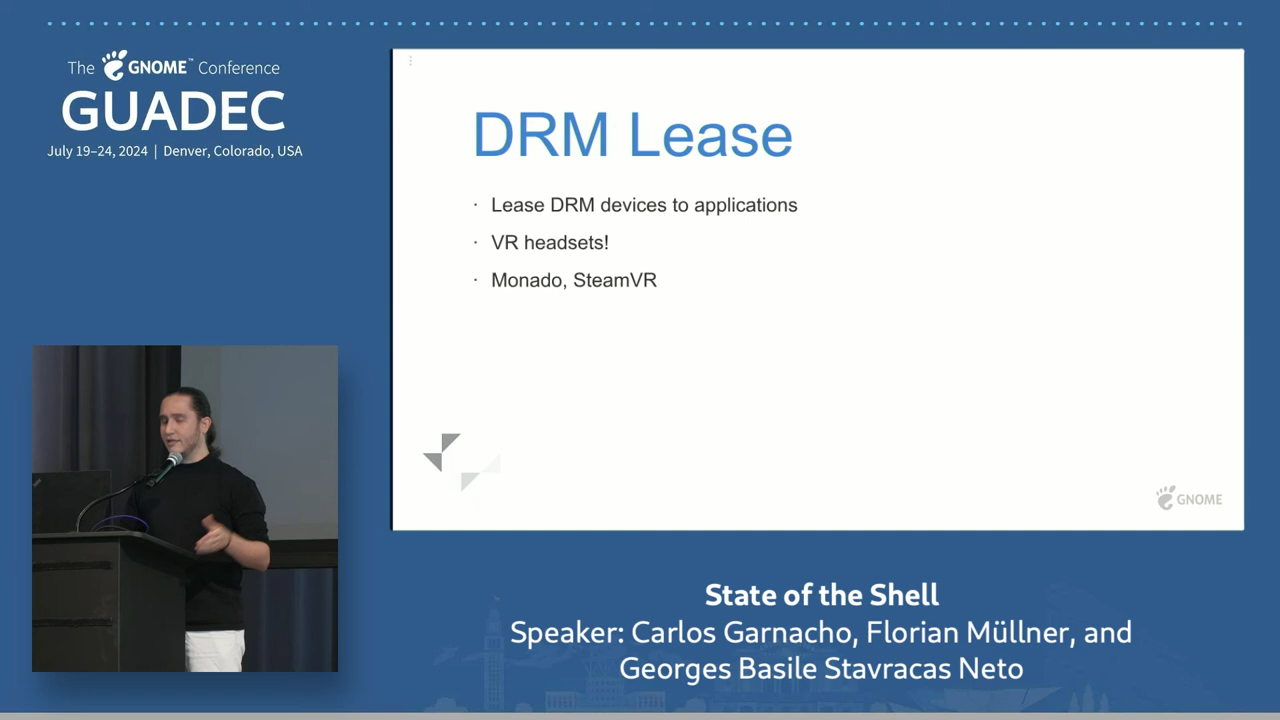 The GNOME™ Conference
GUADEC
July 19–24, 2024 | Denver, Colorado, USA
DRM Lease
· Lease DRM devices to applications
· VR headsets!
· Monado, SteamVR
GNOME
State of the Shell
Speaker: Carlos Garnacho, Florian Müllner, and
Georges Basile Stavracas Neto